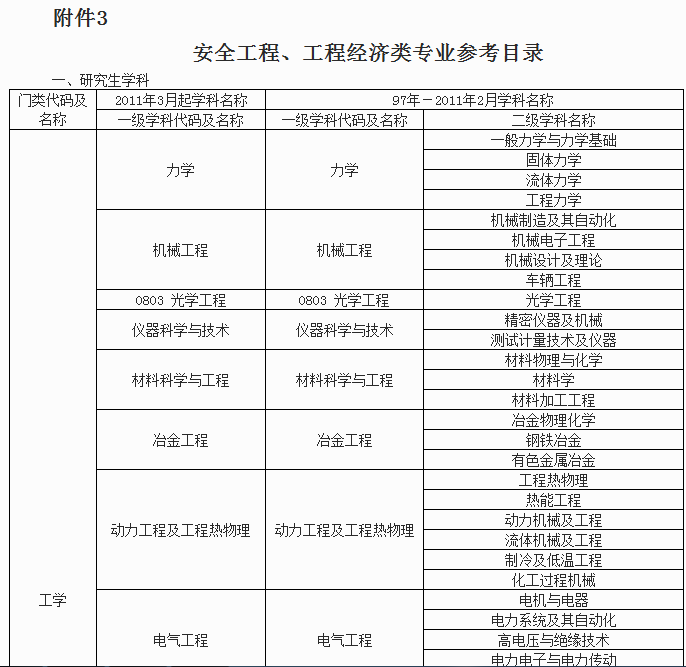 附件3
安全工程、工程经济类专业参考目录
一、研究生学科
门类代码及名称 2011年3月起学科名称 97年－2011年2月学科名称
一级学科代码及名称 一级学科代码及名称 二级学科名称
工学
力学 力学 一般力学与力学基础
固体力学
流体力学
工程力学
机械工程 机械工程 机械制造及其自动化
机械电子工程
机械设计及理论
车辆工程
0803 光学工程 0803 光学工程 光学工程
仪器科学与技术 仪器科学与技术 精密仪器及机械
测试计量技术及仪器
材料科学与工程 材料科学与工程 材料物理与化学
材料学
材料加工工程
冶金工程 冶金工程 冶金物理化学
钢铁冶金
有色金属冶金
动力工程及工程热物理 动力工程及工程热物理 工程热物理
热能工程
动力机械及工程
流体机械及工程
制冷及低温工程
化工过程机械
电气工程 电气工程 电机与电器
电力系统及其自动化
高电压与绝缘技术
电力电子与电力传动